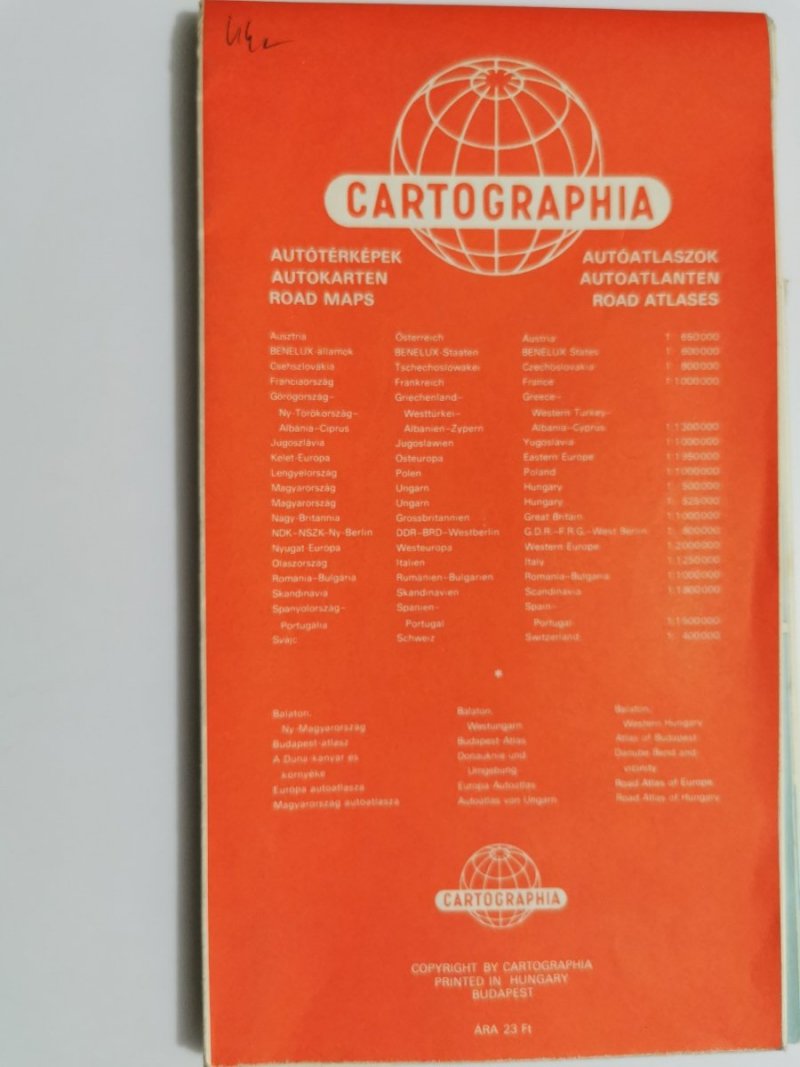 CARTOGRAPHIA
AUTÓTÉRKÉPEK AUTÓATLASZOK
AUTOKARTEN AUTOATLANTEN
ROAD MAPS ROAD ATLASES
Ausztria Österreich Austria 1: 650 000
BENELUX-államok BENELUX-Staaten BENELUX States 1: 600 000
Csehszlovákia Tschechoslowakei Czechoslovakia 1: 800 000
Franciaország Frankreich France 1:1 000 000
Görögország– Griechenland– Greece–
Ny-Törökország– Westtürkei– Western Turkey–
Albánia–Ciprus Albanien–Zypern Albania–Cyprus 1:1 300 000
Jugoszlávia Jugoslawien Yugoslavia 1:1 000 000
Kelet-Európa Osteuropa Eastern Europe
Lengyelország Polen Poland 1:1 000 000
Magyarország Ungarn Hungary 1: 500 000
Magyarország Ungarn Hungary 1: 525 000
Nagy-Britannia Grossbritannien Great Britain 1:1 000 000
NDK–NSZK–Ny-Berlin DDR–BRD–Westberlin G.D.R.–F.R.G.–West Berlin 1: 800 000
Nyugat-Európa Westeuropa Western Europe 1:2 000 000
Olaszország Italien Italy 1:1 250 000
Románia–Bulgária Rumänien–Bulgarien Romania–Bulgaria 1:1 000 000
Skandinávia Skandinavien Scandinavia 1:1 800 000
Spanyolország– Spanien– Spain–
Portugália Portugal Portugal 1:1 500 000
Svájc Schweiz Switzerland 1: 400 000
*
Balaton, Balaton, Balaton,
Ny-Magyarország Westungarn Western Hungary
Budapest-atlasz Budapest-Atlas Atlas of Budapest
A Duna-kanyar és Donauknie und Danube Bend and
környéke Umgebung vicinity
Európa autóatlasza Europa Autoatlas Road Atlas of Europe
Magyarország autóatlasza Autoatlas von Ungarn Road Atlas of Hungary
CARTOGRAPHIA
COPYRIGHT BY CARTOGRAPHIA
PRINTED IN HUNGARY
BUDAPEST
ÁRA 23 Ft